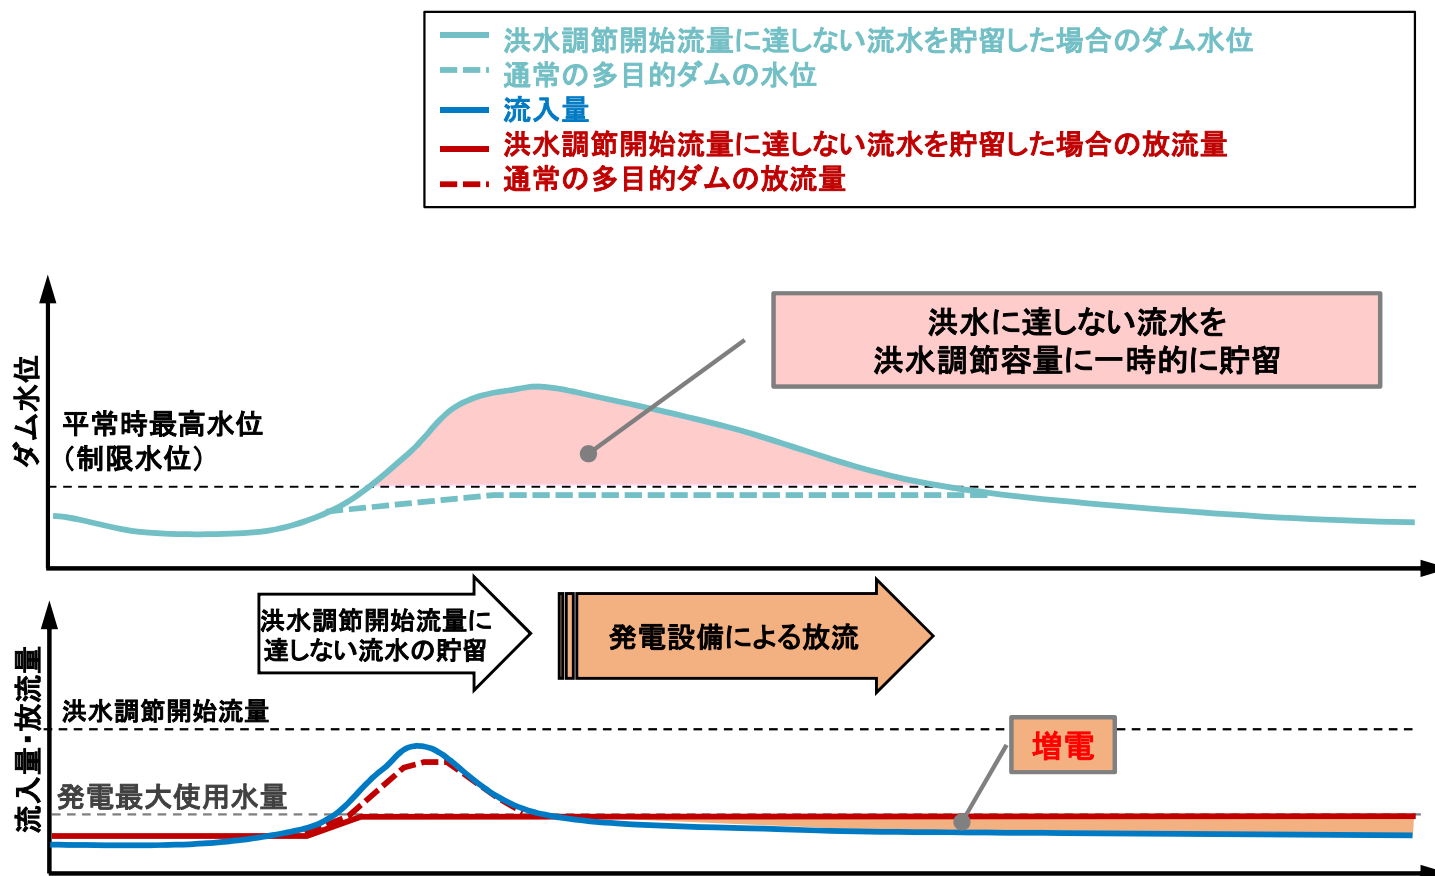 洪水調節開始流量に達しない流水を貯留した場合のダム水位
通常の多目的ダムの水位
流入量
洪水調節開始流量に達しない流水を貯留した場合の放流量
通常の多目的ダムの放流量
洪水に達しない流水を
洪水調節容量に一時的に貯留
ダム水位
平常時最高水位
（制限水位）
洪水調節開始流量に
達しない流水の貯留
発電設備による放流
流入量・放流量
洪水調節開始流量
増電
発電最大使用水量